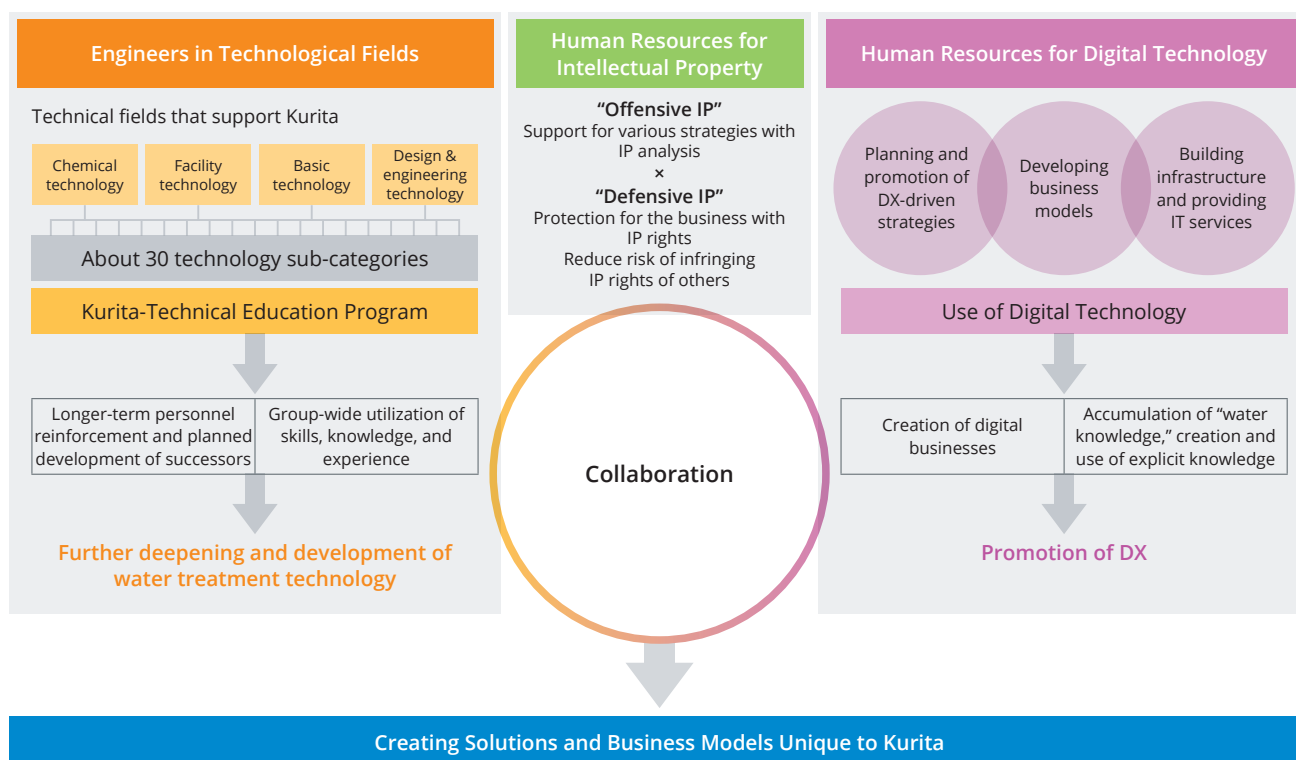 Engineers in Technological Fields
Technical fields that support Kurita
Chemical
technology
Facility
technology
Basic
technology
Design &
engineering
technology
About 30 technology sub-categories
Kurita-Technical Education Program
Longer-term personnel
reinforcement and planned
development of successors
Group-wide utilization of
skills, knowledge, and
experience
Further deepening and development of
water treatment technology
Human Resources for
Intellectual Property
“Offensive IP”
Support for various strategies with
IP analysis
×
“Defensive IP”
Protection for the business with
IP rights
Reduce risk of infringing
IP rights of others
Collaboration
Human Resources for Digital Technology
Planning and
promotion of
DX-driven
strategies
Developing
business
models
Building
infrastructure
and providing
IT services
Use of Digital Technology
Creation of digital
businesses
Accumulation of “water
knowledge,” creation and
use of explicit knowledge
Promotion of DX
Creating Solutions and Business Models Unique to Kurita